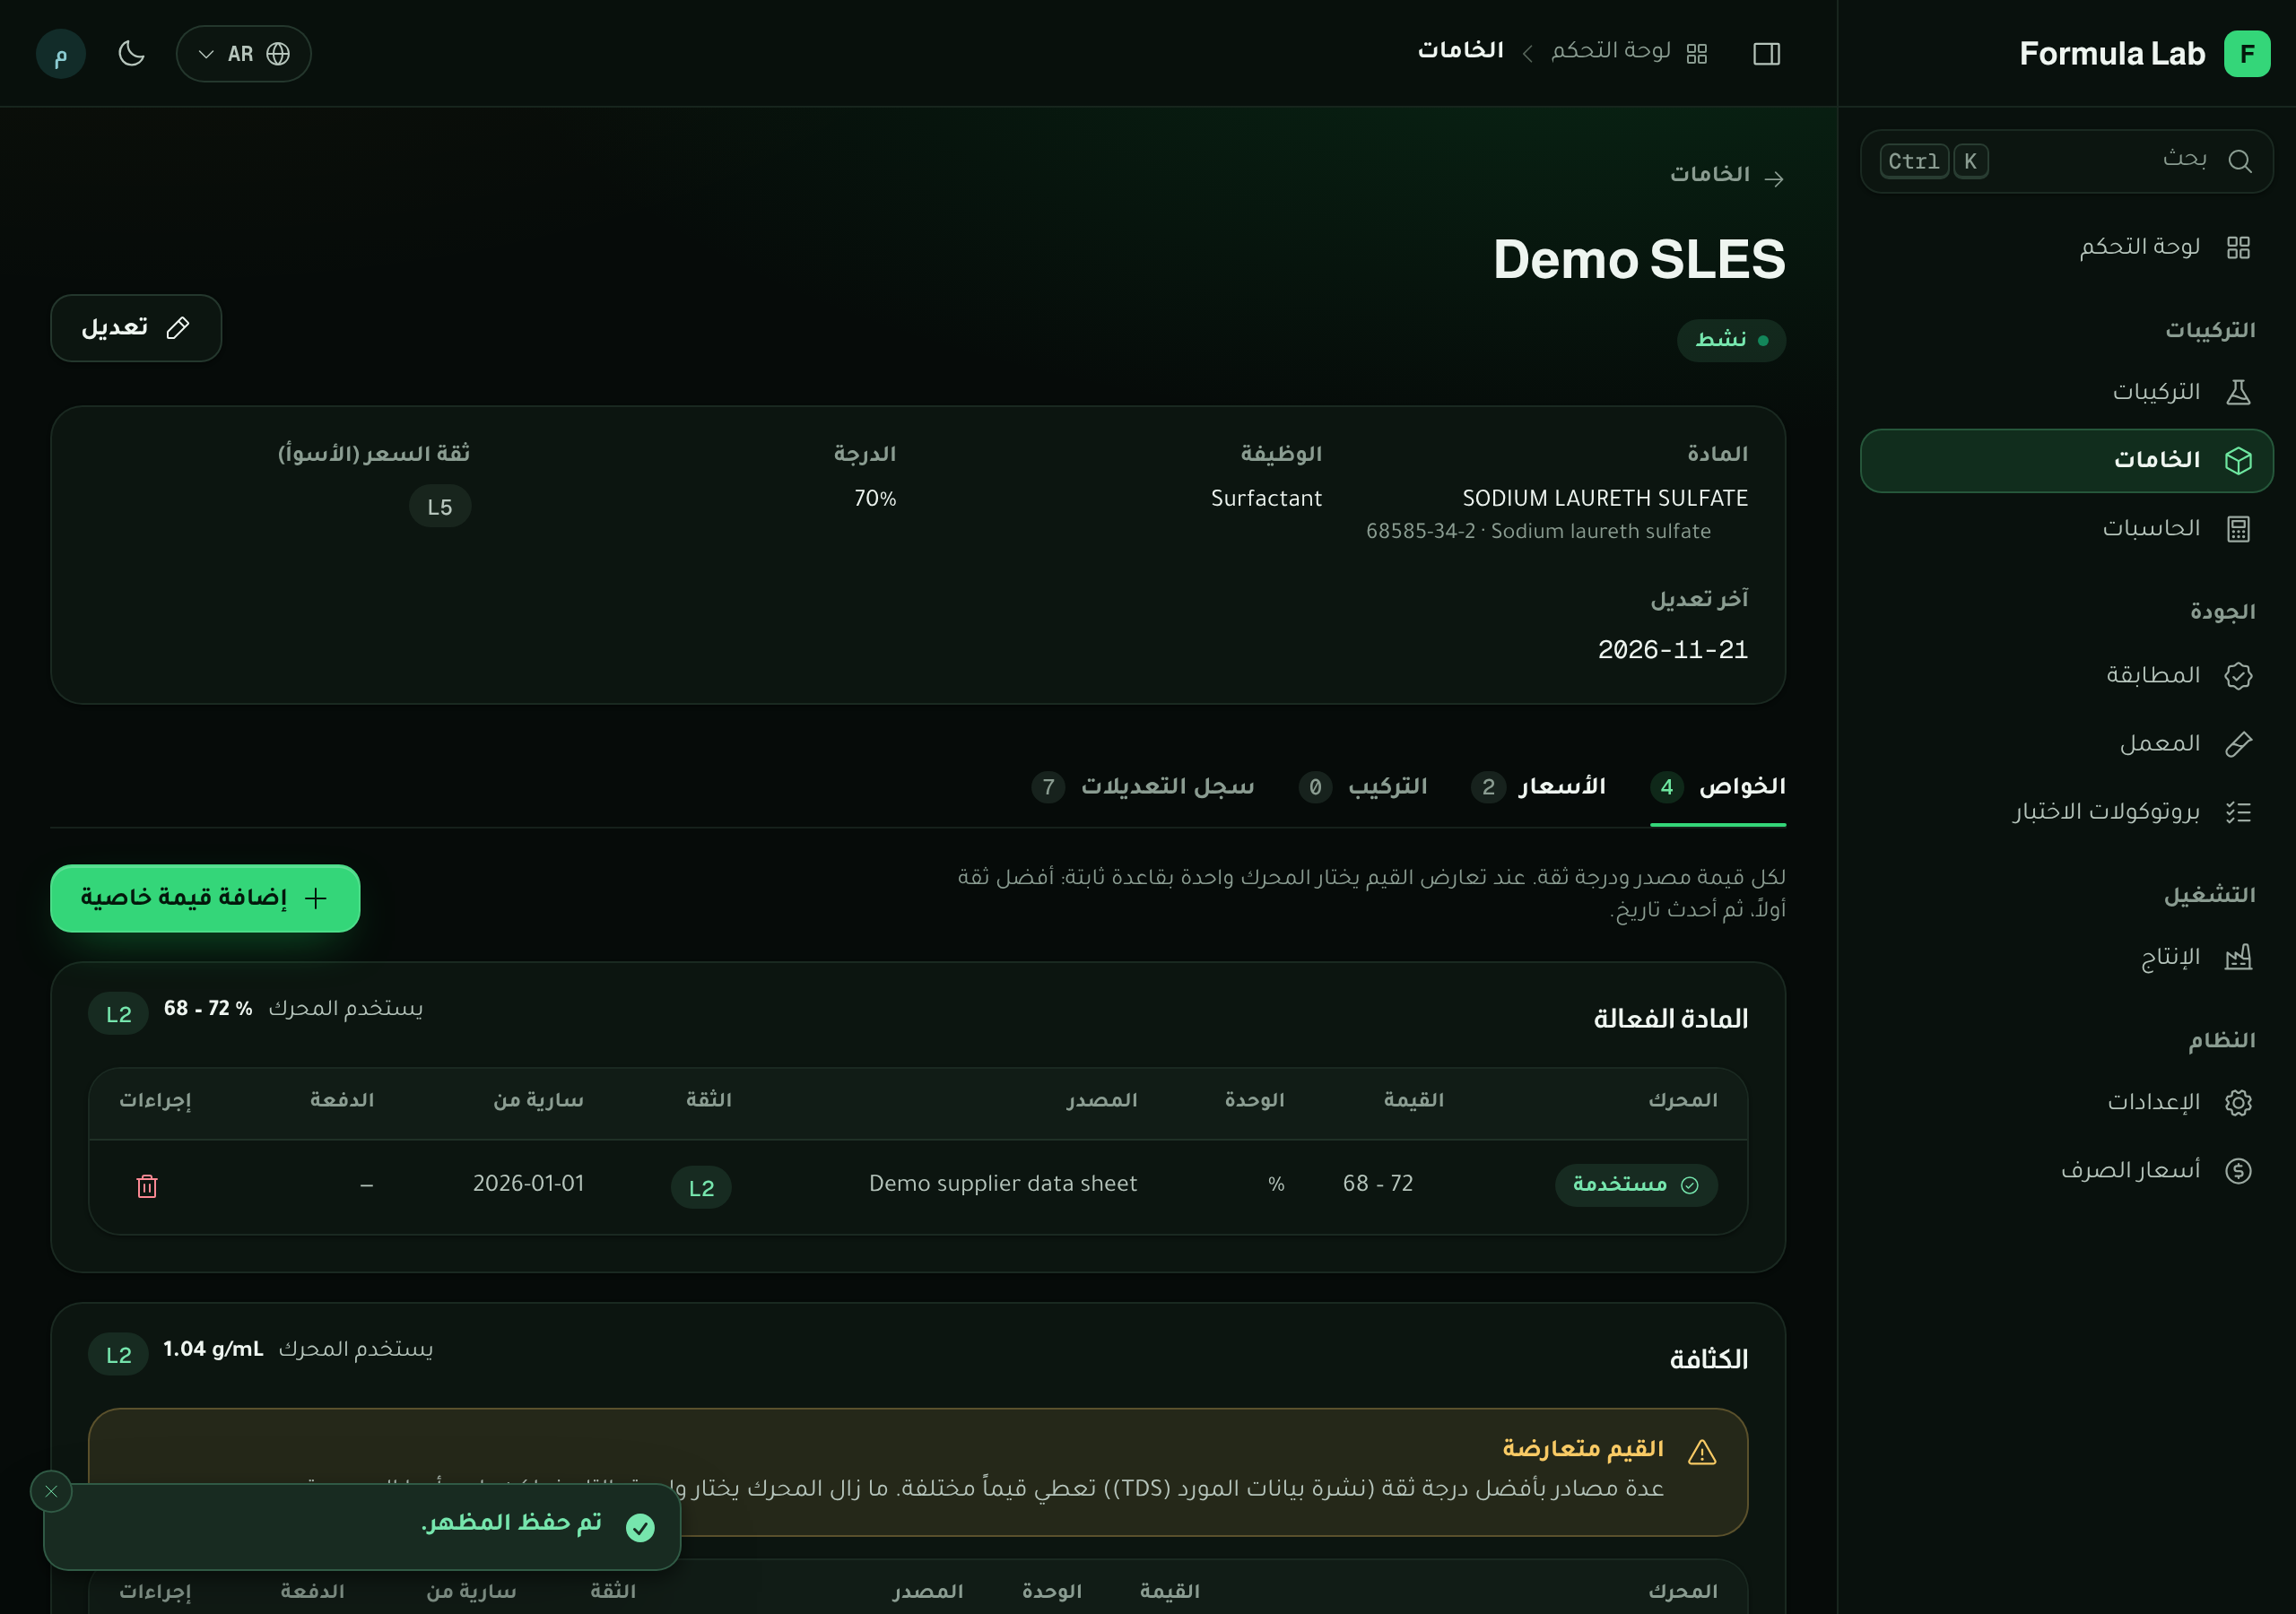 F Formula Lab
بحث
Ctrl K
لوحة التحكم
التركيبات
التركيبات
الخامات
الحاسبات
الجودة
المطابقة
المعمل
بروتوكولات الاختبار
التشغيل
الإنتاج
النظام
الإعدادات
أسعار الصرف
لوحة التحكم الخامات
AR
م
الخامات
Demo SLES
نشط
تعديل
المادة الوظيفة الدرجة ثقة السعر (الأسوأ)
SODIUM LAURETH SULFATE Surfactant 70% L5
68585-34-2 · Sodium laureth sulfate
آخر تعديل
2026-11-21
الخواص 4 الأسعار 2 التركيب 0 سجل التعديلات 7
لكل قيمة مصدر ودرجة ثقة. عند تعارض القيم يختار المحرك واحدة بقاعدة ثابتة: أفضل ثقة
أولاً، ثم أحدث تاريخ.
إضافة قيمة خاصية
المادة الفعالة
يستخدم المحرك 68 - 72 % L2
المحرك القيمة الوحدة المصدر الثقة سارية من الدفعة إجراءات
مستخدمة 68 - 72 % Demo supplier data sheet L2 2026-01-01 –
الكثافة
يستخدم المحرك 1.04 g/mL L2
القيم متعارضة
عدة مصادر بأفضل درجة ثقة (نشرة بيانات المورد (TDS)) تعطي قيماً مختلفة. ما زال المحرك يختار
تم حفظ المظهر.
المحرك القيمة الوحدة المصدر الثقة سارية من الدفعة إجراءات